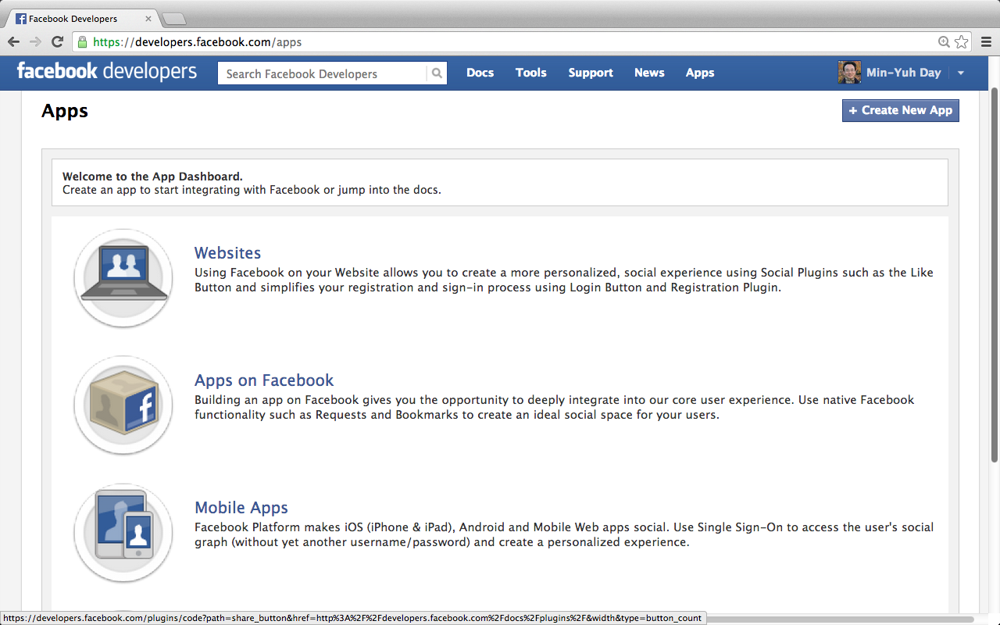 Facebook Developers
https://developers.facebook.com/apps
facebook developers
Search Facebook Developers
Docs
Tools
Support
News
Apps
Min-Yuh Day
Apps
+ Create New App
Welcome to the App Dashboard.
Create an app to start integrating with Facebook or jump into the docs.
Websites
Using Facebook on your Website allows you to create a more personalized, social experience using Social Plugins such as the Like
Button and simplifies your registration and sign-in process using Login Button and Registration Plugin.
Apps on Facebook
Building an app on Facebook gives you the opportunity to deeply integrate into our core user experience. Use native Facebook
functionality such as Requests and Bookmarks to create an ideal social space for your users.
Mobile Apps
Facebook Platform makes iOS (iPhone & iPad), Android and Mobile Web apps social. Use Single Sign-On to access the user's social
graph (without yet another username/password) and create a personalized experience.
https://developers.facebook.com/plugins/code?path=share_button&href=http%3A%2F%2Fdevelopers.facebook.com%2Fdocs%2Fplugins%2F&width&type=button_count